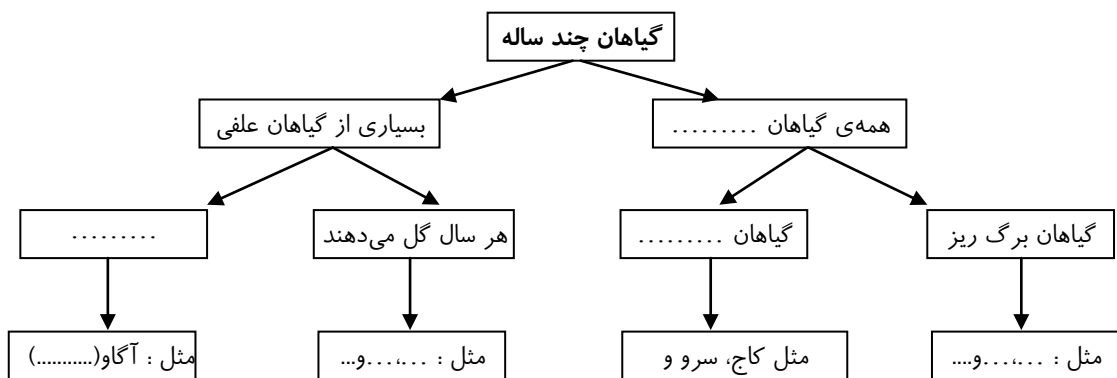 گیاهان چند ساله
همه‌ی گیاهان .........
بسیاری از گیاهان علفی
گیاهان برگ ریز
گیاهان .........
هر سال گل می‌دهند
.........
مثل : ...،...و....
مثل کاج، سرو و
مثل : ...،...و...
مثل : آگاو(...........)